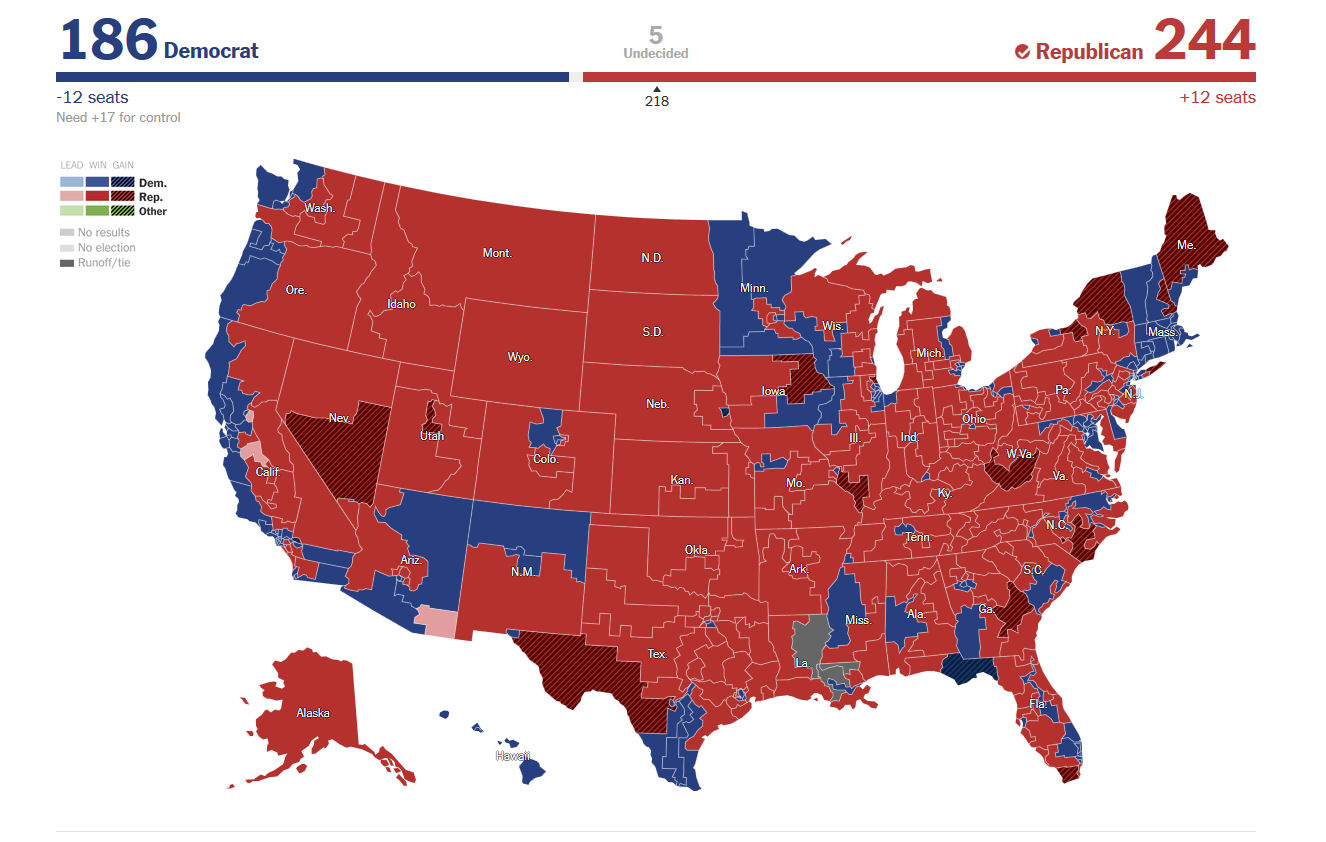 186 Democrat
5
Undecided
Republican 244
-12 seats
218
+12 seats
Need +17 for control
LEAD WIN GAIN
Dem.
Rep.
Other
No results
No election
Runoff/tie
Wash.
Mont.
N.D.
Minn.
Me.
Ore.
Idaho
S.D.
Wis.
N.Y.
Mass.
Wyo.
Mich.
Nev.
Utah
Colo.
Neb.
Iowa
Pa.
N.J.
Calif.
Kan.
Mo.
Ill.
Ind.
Ohio
W.Va.
Va.
Ky.
Ariz.
N.M.
Okla.
Ark.
Tenn.
N.C.
S.C.
Tex.
La.
Miss.
Ala.
Ga.
Fla.
Alaska
Hawaii